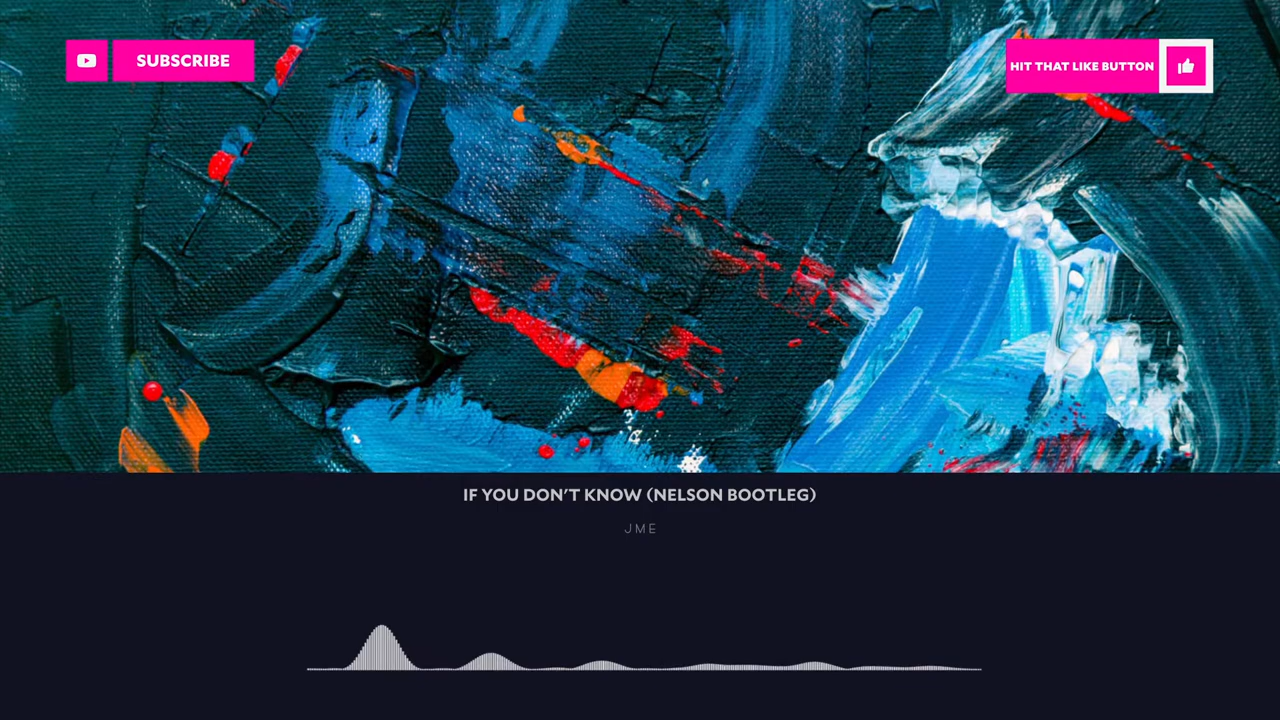 SUBSCRIBE
HIT THAT LIKE BUTTON
IF YOU DON'T KNOW (NELSON BOOTLEG)
JME